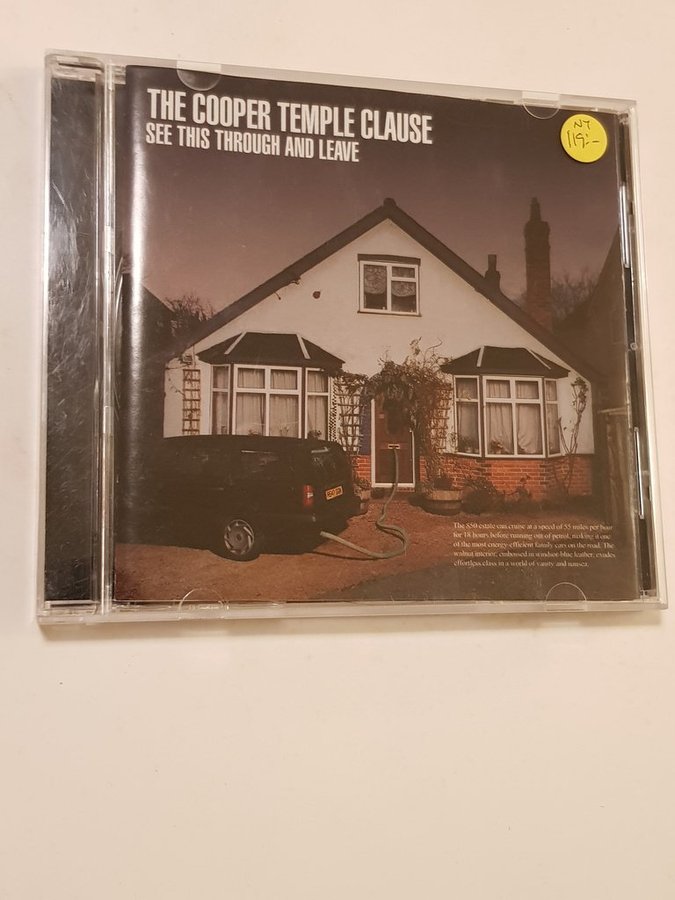 THE COOPER TEMPLE CLAUSE
SEE THIS THROUGH AND LEAVE
NY
119:-
The 850 estate can cruise at a speed of 55 miles per hour
for 18 hours before running out of petrol, making it one
of the most energy-efficient family cars on the road. The
walnut interior, embossed in windsor-blue leather, exudes
effortless class in a world of vanity and nausea.